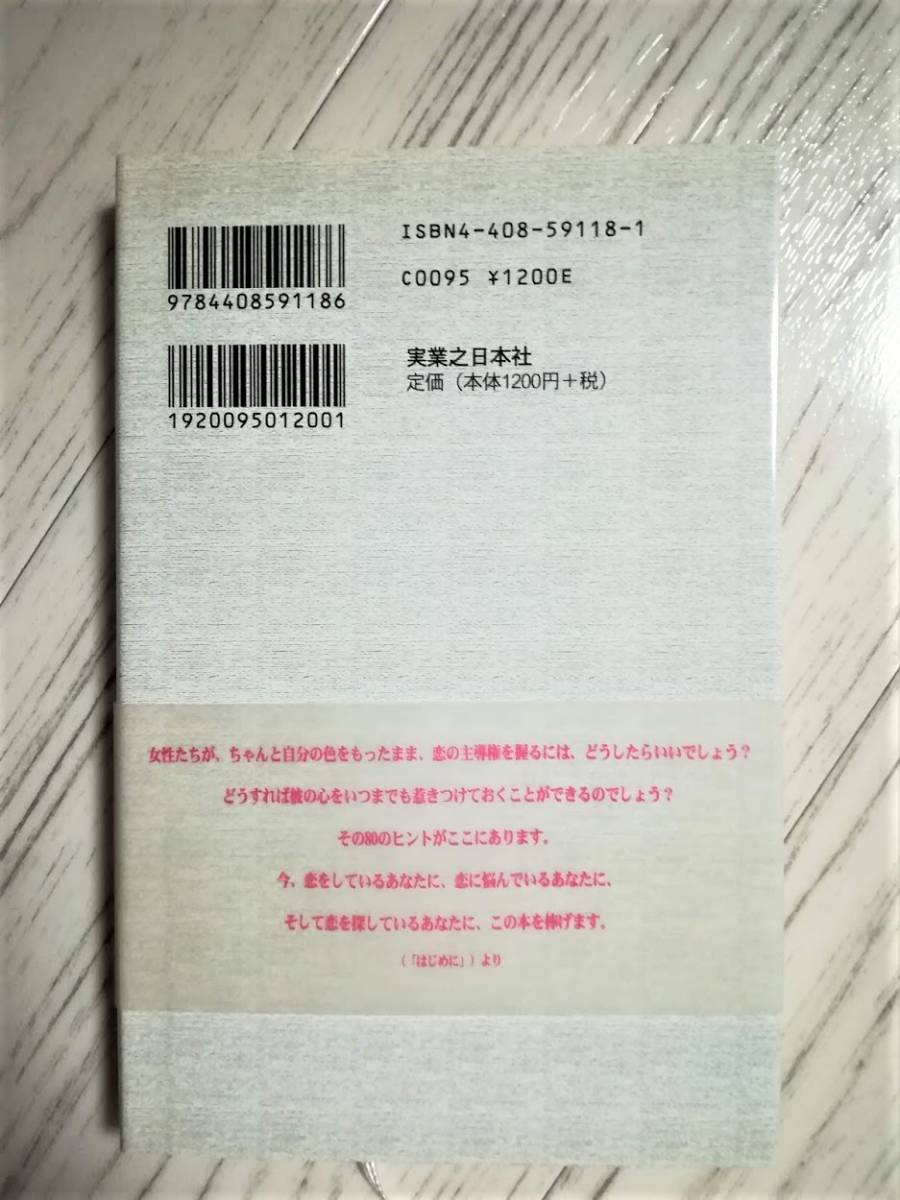 ISBN4-408-59118-1
C0095 ¥1200E
9784408591186
実業之日本社
定価（本体1200円＋税）
1920095012001
女性たちが、ちゃんと自分の色をもったまま、恋の主導権を握るには、どうしたらいいでしょう？
どうすれば彼の心をいつまでも惹きつけておくことができるのでしょう？
その80のヒントがここにあります。
今、恋をしているあなたに、恋に悩んでいるあなたに、
そして恋を探しているあなたに、この本を捧げます。
（「はじめに」）より